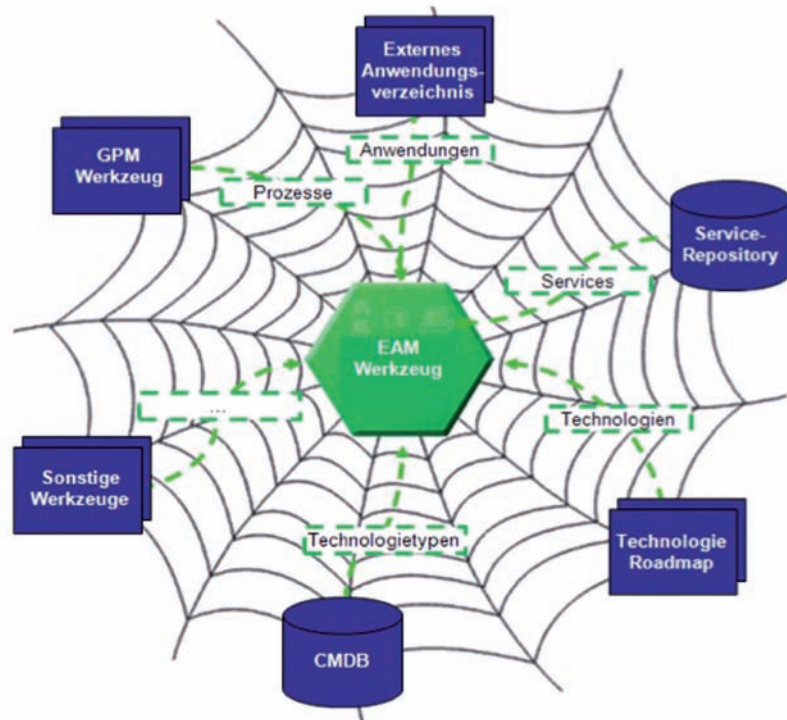 Externes
Anwendungs-
verzeichnis
GPM
Werkzeug
Anwendungen
Prozesse
Service-
Repository
Services
EAM
Werkzeug
...
Technologien
Sonstige
Werkzeuge
Technologietypen
Technologie
Roadmap
CMDB